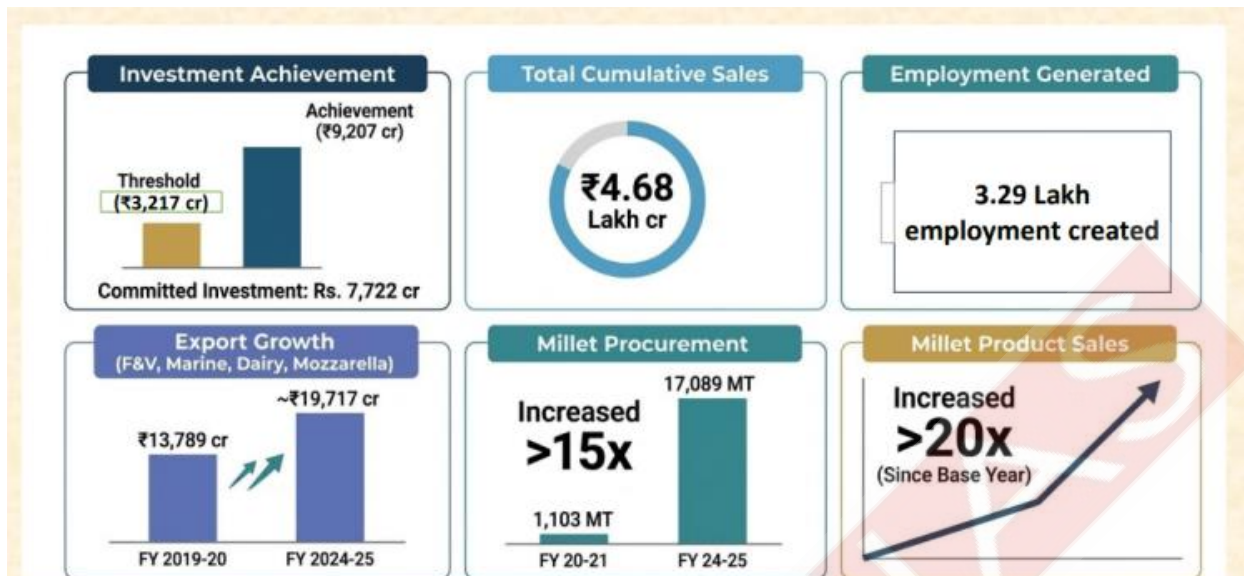 Investment Achievement
Achievement
(₹9,207 cr)
Threshold
(₹3,217 cr)
Committed Investment: Rs. 7,722 cr
Total Cumulative Sales
₹4.68
Lakh cr
Employment Generated
3.29 Lakh
employment created
Export Growth
(F&V, Marine, Dairy, Mozzarella)
~₹19,717 cr
₹13,789 cr
FY 2019-20 FY 2024-25
Millet Procurement
17,089 MT
Increased
>15x
1,103 MT
FY 20-21 FY 24-25
Millet Product Sales
Increased
>20x
(Since Base Year)